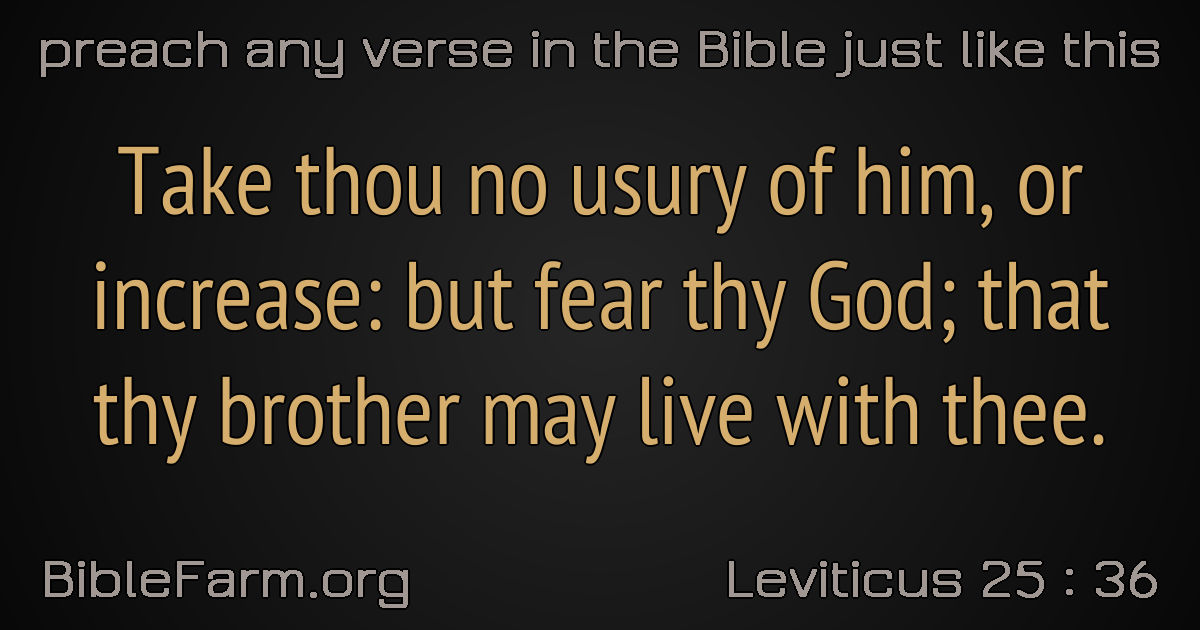 preach any verse in the Bible just like this
Take thou no usury of him, or
increase: but fear thy God; that
thy brother may live with thee.
BibleFarm.org
Leviticus 25 : 36